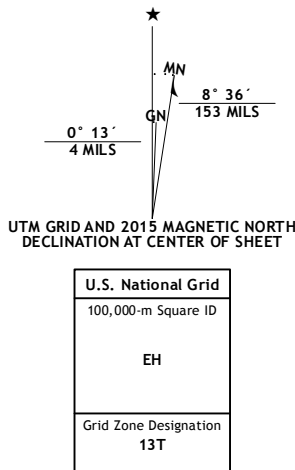 MN
GN
8° 36´
153 MILS
0° 13´
4 MILS
UTM GRID AND 2015 MAGNETIC NORTH
DECLINATION AT CENTER OF SHEET
U.S. National Grid
100,000-m Square ID
EH
Grid Zone Designation
13T